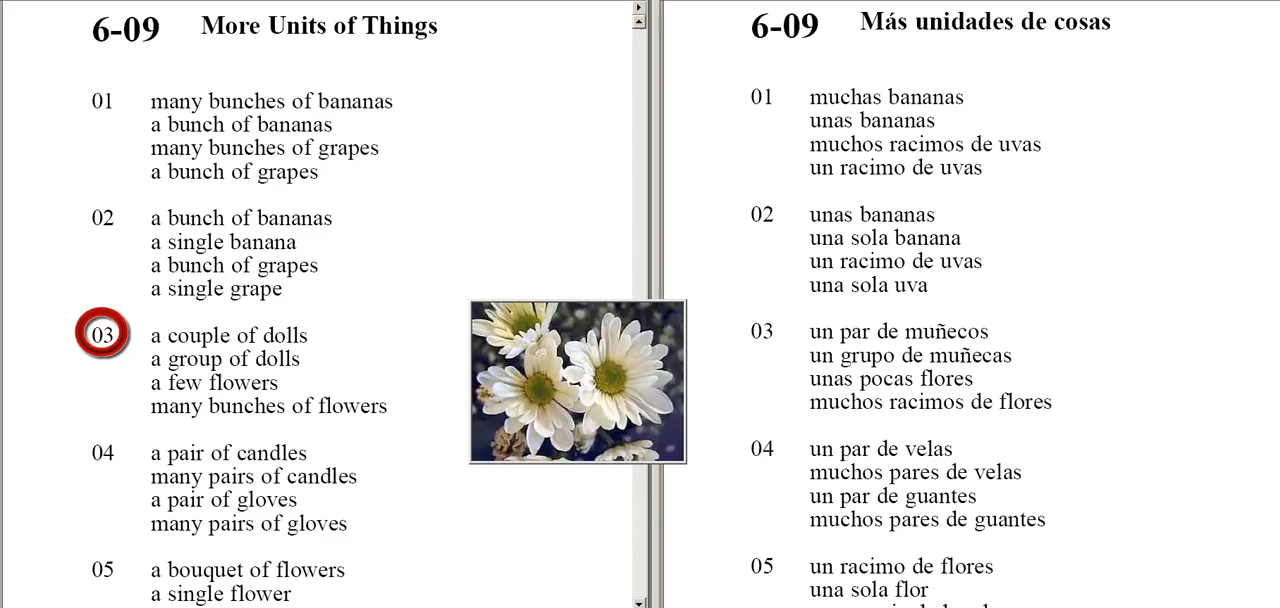 6-09 More Units of Things
01 many bunches of bananas
a bunch of bananas
many bunches of grapes
a bunch of grapes
02 a bunch of bananas
a single banana
a bunch of grapes
a single grape
03 a couple of dolls
a group of dolls
a few flowers
many bunches of flowers
04 a pair of candles
many pairs of candles
a pair of gloves
many pairs of gloves
05 a bouquet of flowers
a single flower
6-09 Más unidades de cosas
01 muchas bananas
unas bananas
muchos racimos de uvas
un racimo de uvas
02 unas bananas
una sola banana
un racimo de uvas
una sola uva
03 un par de muñecos
un grupo de muñecas
unas pocas flores
muchos racimos de flores
04 un par de velas
muchos pares de velas
un par de guantes
muchos pares de guantes
05 un racimo de flores
una sola flor